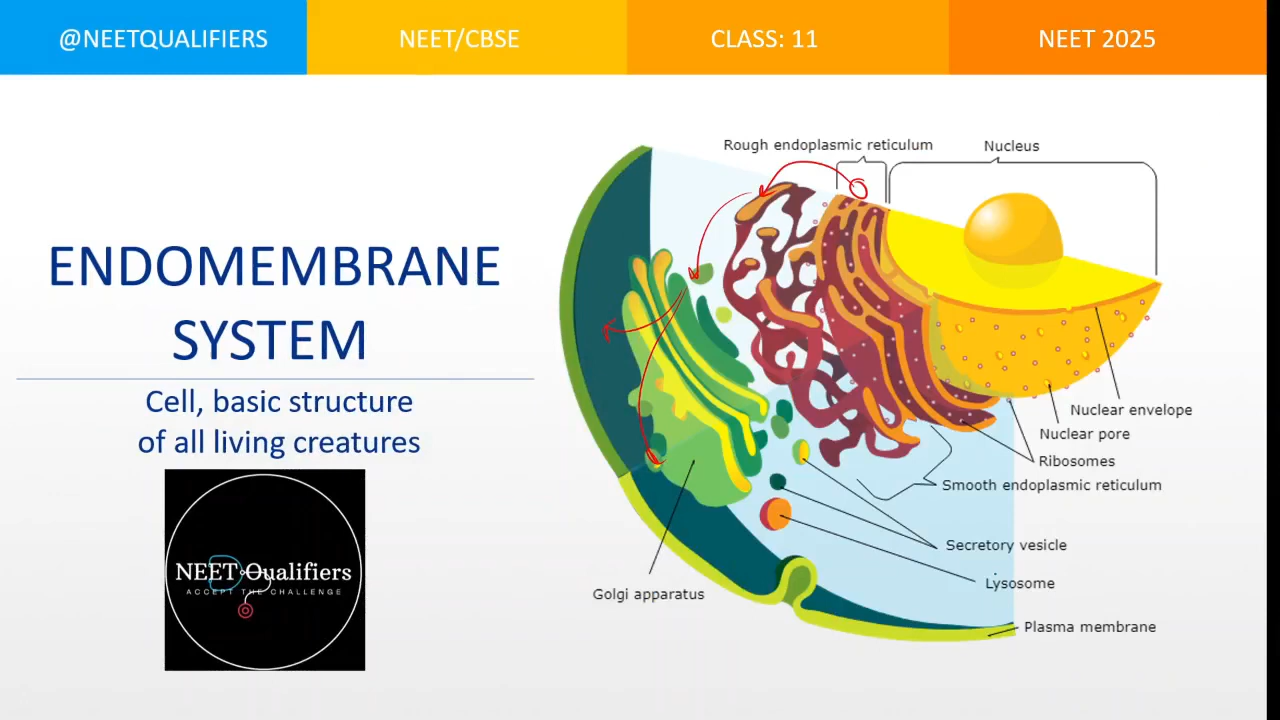 @NEETQUALIFIERS
NEET/CBSE
CLASS: 11
NEET 2025
ENDOMEMBRANE
SYSTEM
Cell, basic structure
of all living creatures
NEET Qualifiers
ACCEPT THE CHALLENGE
Rough endoplasmic reticulum
Nucleus
Nuclear envelope
Nuclear pore
Ribosomes
Smooth endoplasmic reticulum
Secretory vesicle
Lysosome
Golgi apparatus
Plasma membrane